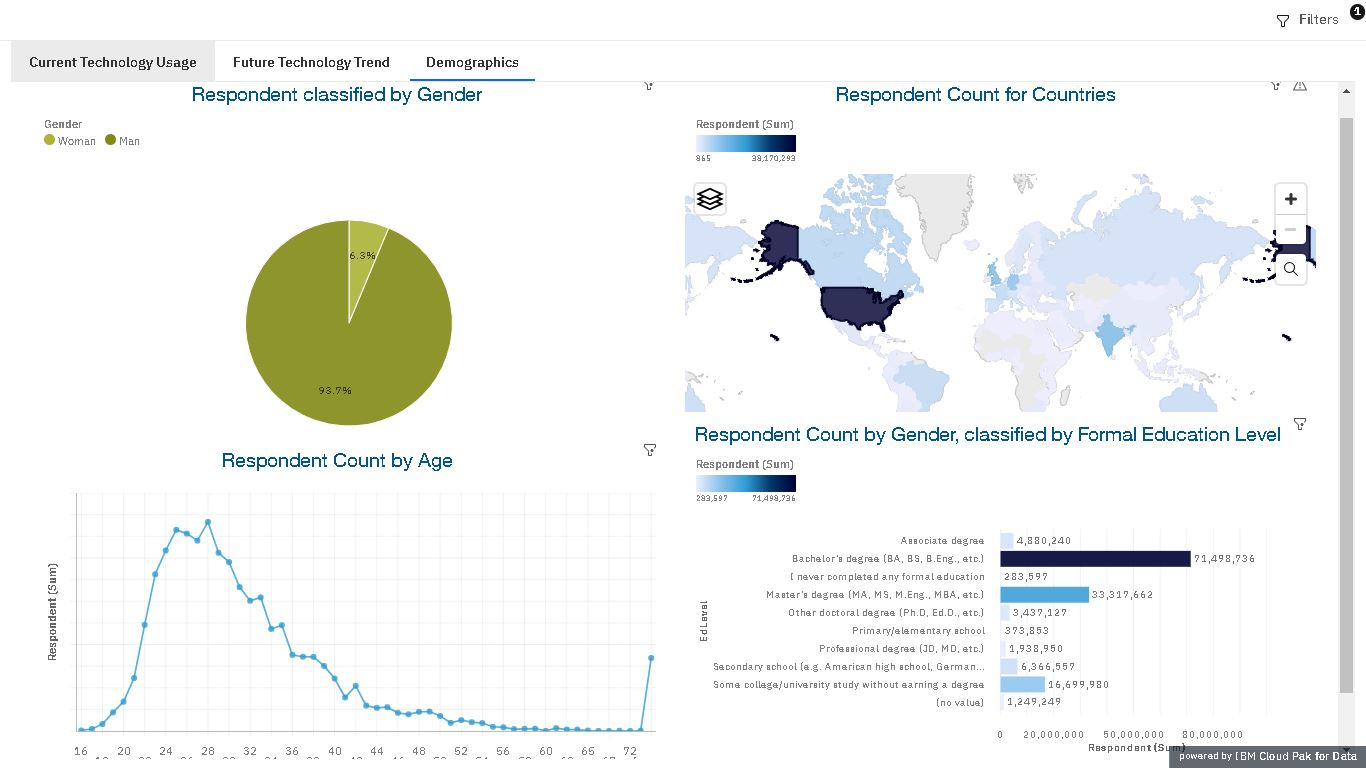 Filters
1
Current Technology Usage
Future Technology Trend
Demographics
Respondent classified by Gender
Gender
Woman
Man
6.3%
93.7%
Respondent Count for Countries
Respondent (Sum)
865
38,170,293
Respondent Count by Age
Respondent (Sum)
16 20 24 28 32 36 40 44 48 52 56 60 65 72
Respondent Count by Gender, classified by Formal Education Level
Respondent (Sum)
283,597
71,498,736
EdLevel
Associate degree 4,880,240
Bachelor's degree (BA, BS, B.Eng., etc.) 71,498,736
I never completed any formal education 283,597
Master's degree (MA, MS, M.Eng., MBA, etc.) 33,317,662
Other doctoral degree (Ph.D, Ed.D., etc.) 3,437,127
Primary/elementary school 373,853
Professional degree (JD, MD, etc.) 1,938,950
Secondary school (e.g. American high school, German... 6,366,557
Some college/university study without earning a degree 16,699,980
(no value) 1,249,249
0 20,000,000 50,000,000 80,000,000
Respondent (Sum)
powered by IBM Cloud Pak for Data